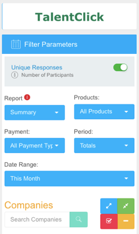 TalentClick
Filter Parameters
Unique Responses
Number of Participants
Report
Products:
Summary
All Products
Payment:
Period:
All Payment Typ
Totals
Date Range:
This Month
Companies
Search Companies